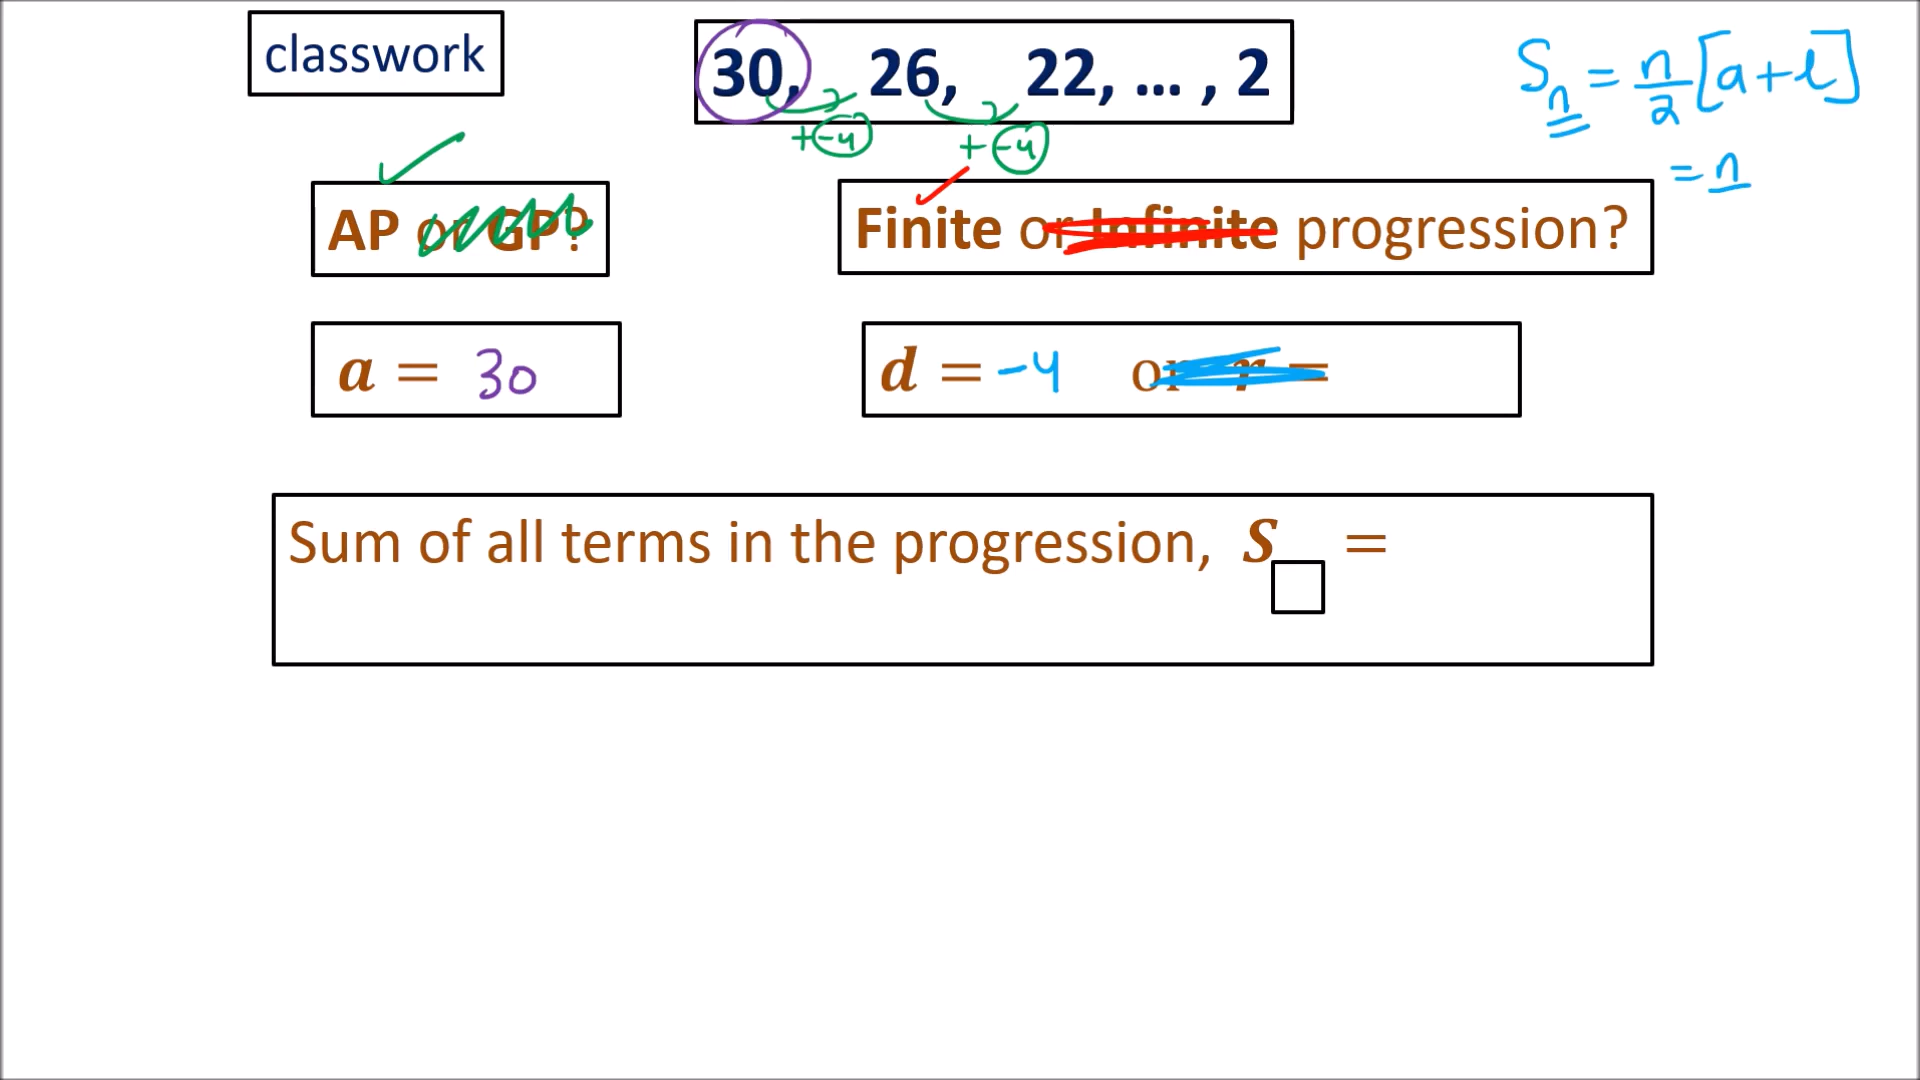 classwork
30, 26, 22, ... , 2
+-4 +-4
Sₙ = n/2 [a+l]
= n
AP or GP?
Finite or Infinite progression?
a = 30
d = -4 or r =
Sum of all terms in the progression, S□ =